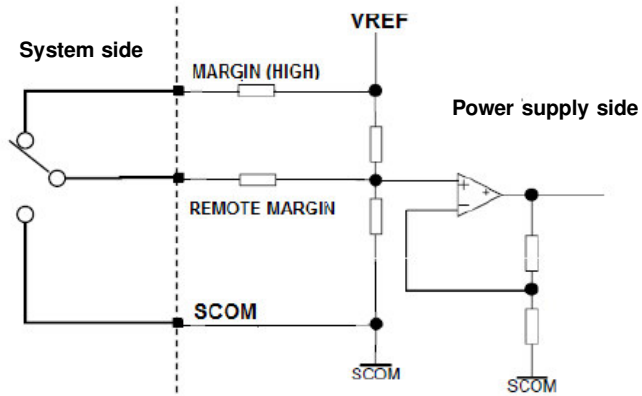 VREF
System side
MARGIN (HIGH)
Power supply side
REMOTE MARGIN
SCOM
SCOM
SCOM